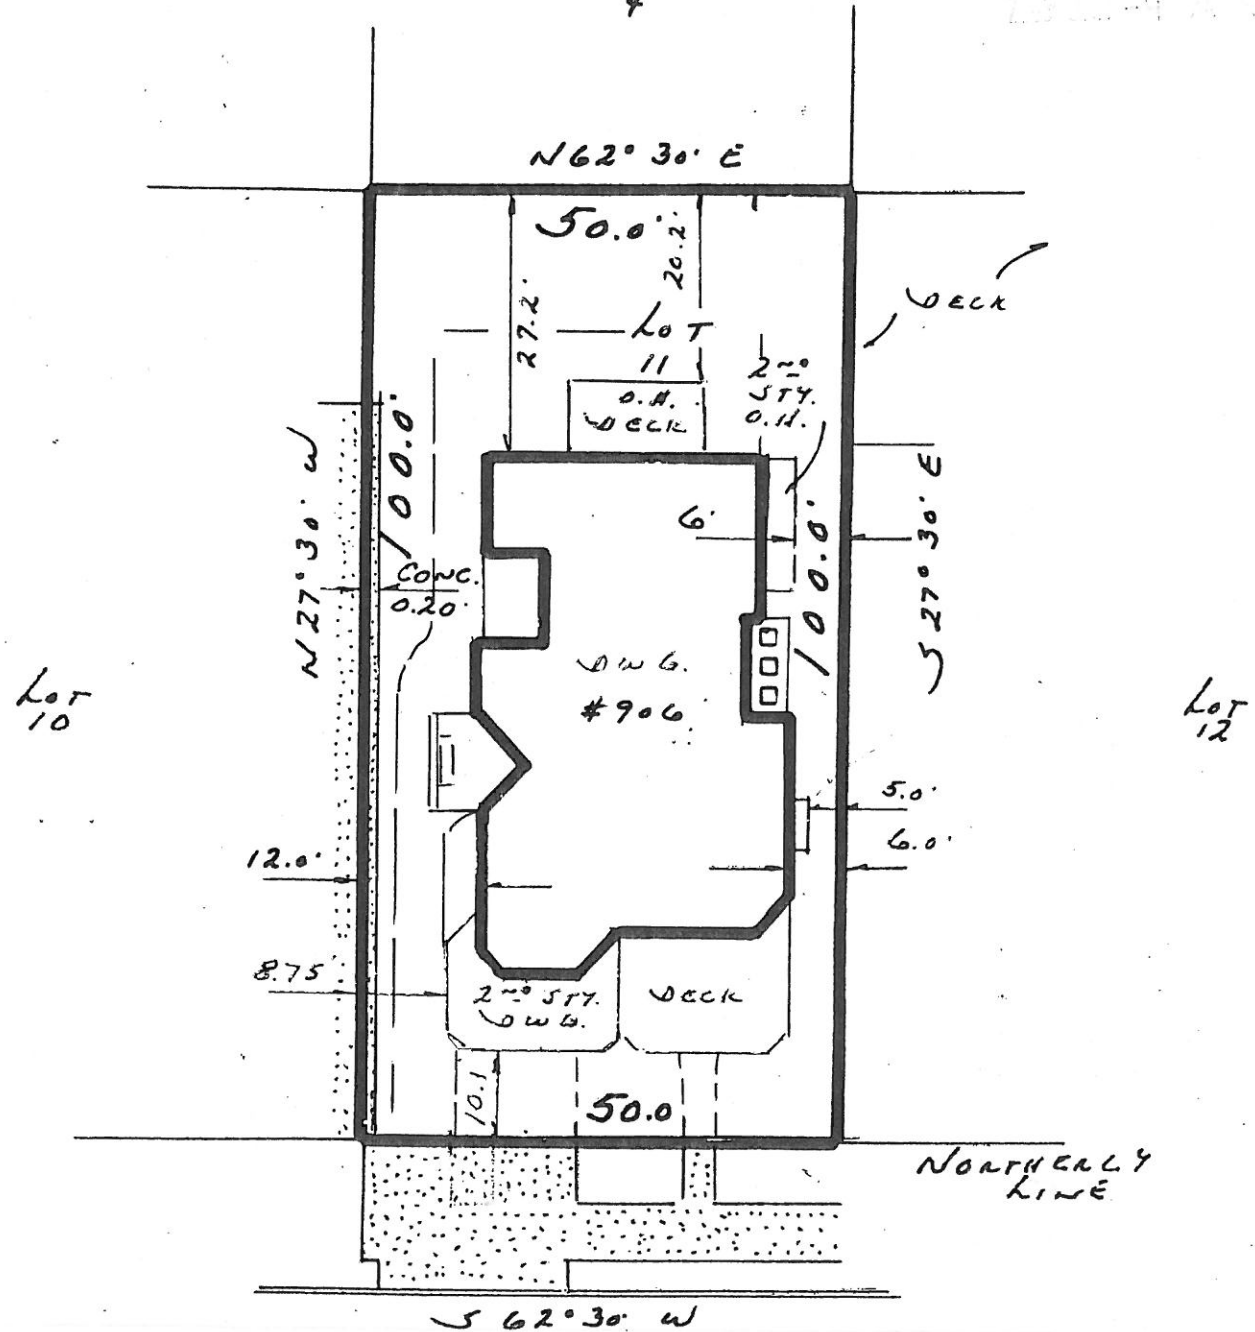 4
N62° 30' E
50.0'
20.2'
27.2'
DECK
LOT
11
2ND
STY.
O.H.
O.H.
DECK
100.0'
N 27° 30' W
6'
100.0'
S 27° 30' E
CONC.
0.20'
DWG.
#906
LOT
10
LOT
12
5.0'
6.0'
12.0'
8.75'
2ND STY.
DWG.
DECK
10.1
50.0
NORTHERLY
LINE
S 62° 30' W